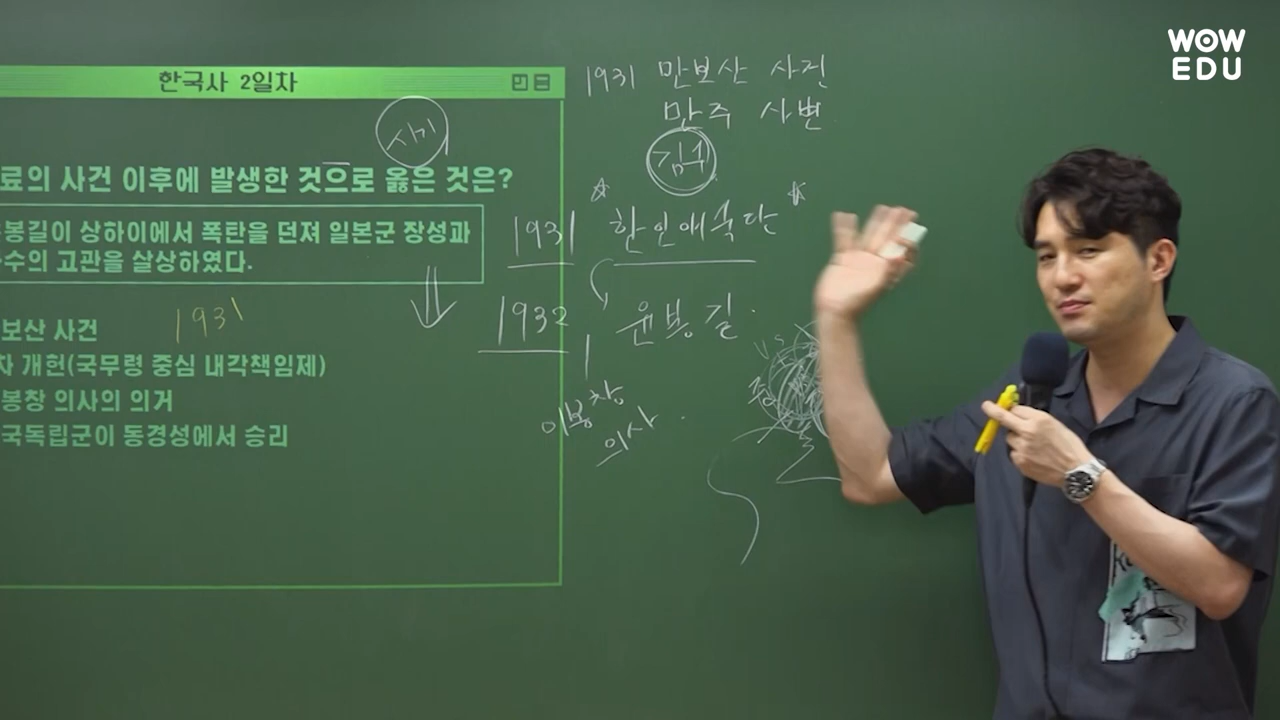 WOW
EDU
한국사 2일차
사기
료의 사건 이후에 발생한 것으로 옳은 것은?
봉길이 상하이에서 폭탄을 던져 일본군 장성과
수의 고관을 살상하였다.
보산 사건
1931
차 개헌(국무령 중심 내각책임제)
봉창 의사의 의거
국독립군이 동경성에서 승리
1931 만보산 사건
만주 사변
김구
1931 한인애국단
1932 윤봉길
이봉창
의사
VS
중